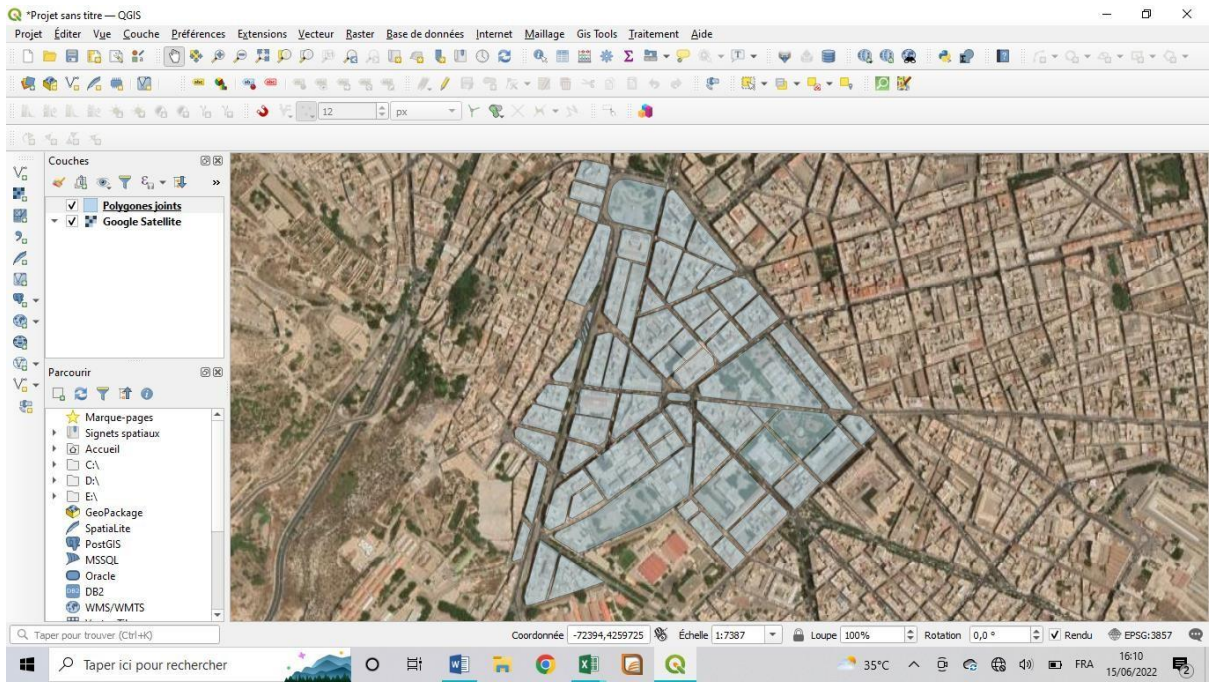 *Projet sans titre — QGIS
Projet Éditer Vue Couche Préférences Extensions Vecteur Raster Base de données Internet Maillage Gis Tools Traitement Aide
12 px
Couches
Polygones joints
Google Satellite
Parcourir
Marque-pages
Signets spatiaux
Accueil
C:\
D:\
E:\
GeoPackage
SpatiaLite
PostGIS
MSSQL
Oracle
DB2
WMS/WMTS
Taper pour trouver (Ctrl+K) Coordonnée -72394,4259725 Échelle 1:7387 Loupe 100% Rotation 0,0 ° Rendu EPSG:3857
Taper ici pour rechercher 35°C FRA 16:10
15/06/2022